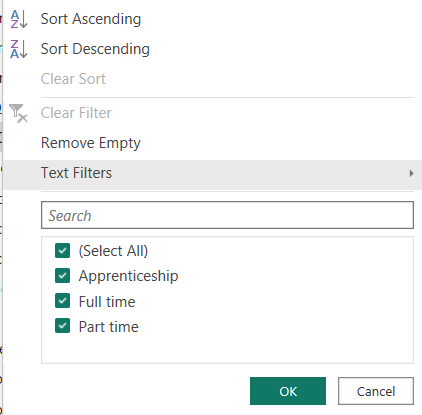 Sort Ascending
Sort Descending
Clear Sort
Clear Filter
Remove Empty
Text Filters
Search
(Select All)
Apprenticeship
Full time
Part time
OK Cancel